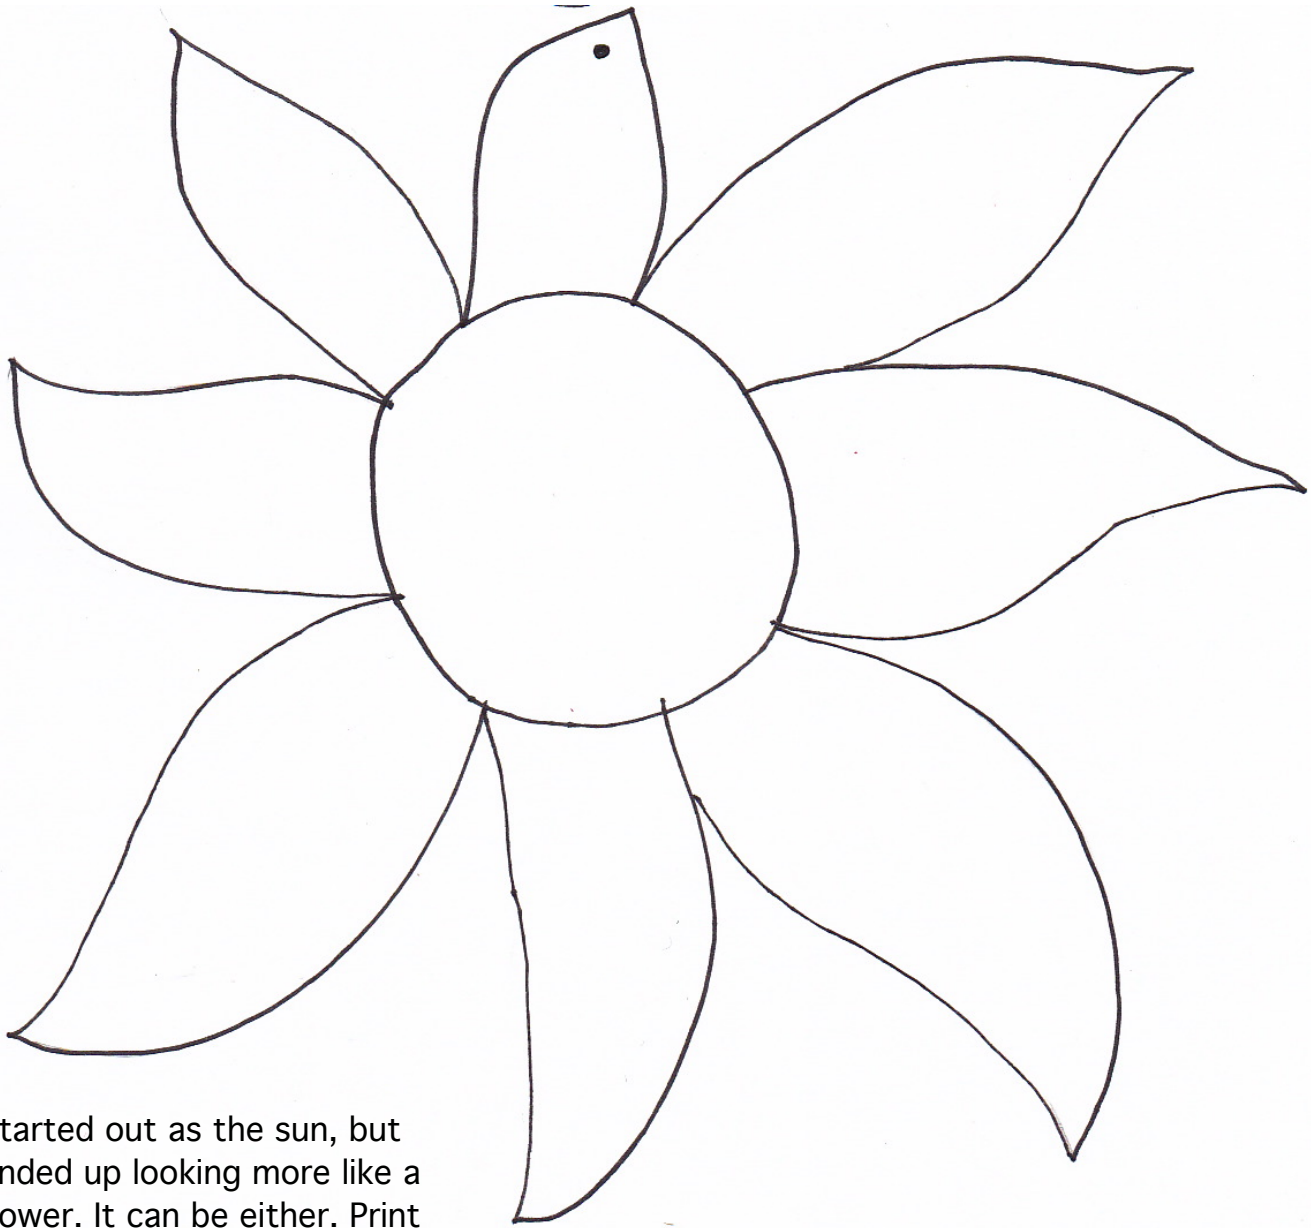 tarted out as the sun, but
nded up looking more like a
ower. It can be either. Print